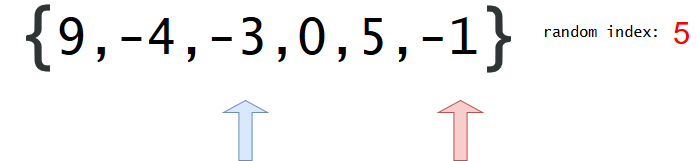 {9,-4,-3,0,5,-1}
random index: 5